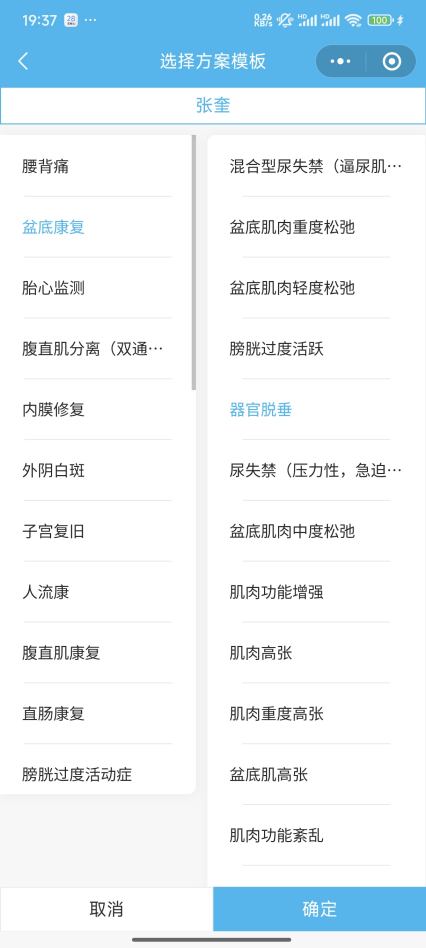 19:37 28 ··· 0.26 KB/s HD HD 100
选择方案模板
张奎
腰背痛
盆底康复
胎心监测
腹直肌分离（双通···
内膜修复
外阴白斑
子宫复旧
人流康
腹直肌康复
直肠康复
膀胱过度活动症
混合型尿失禁（逼尿肌···
盆底肌肉重度松弛
盆底肌肉轻度松弛
膀胱过度活跃
器官脱垂
尿失禁（压力性，急迫···
盆底肌肉中度松弛
肌肉功能增强
肌肉高张
肌肉重度高张
盆底肌高张
肌肉功能紊乱
取消
确定